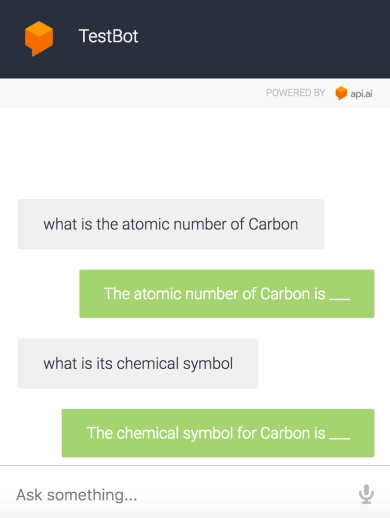 TestBot
POWERED BY api.ai
what is the atomic number of Carbon
The atomic number of Carbon is ___
what is its chemical symbol
The chemical symbol for Carbon is ___
Ask something...